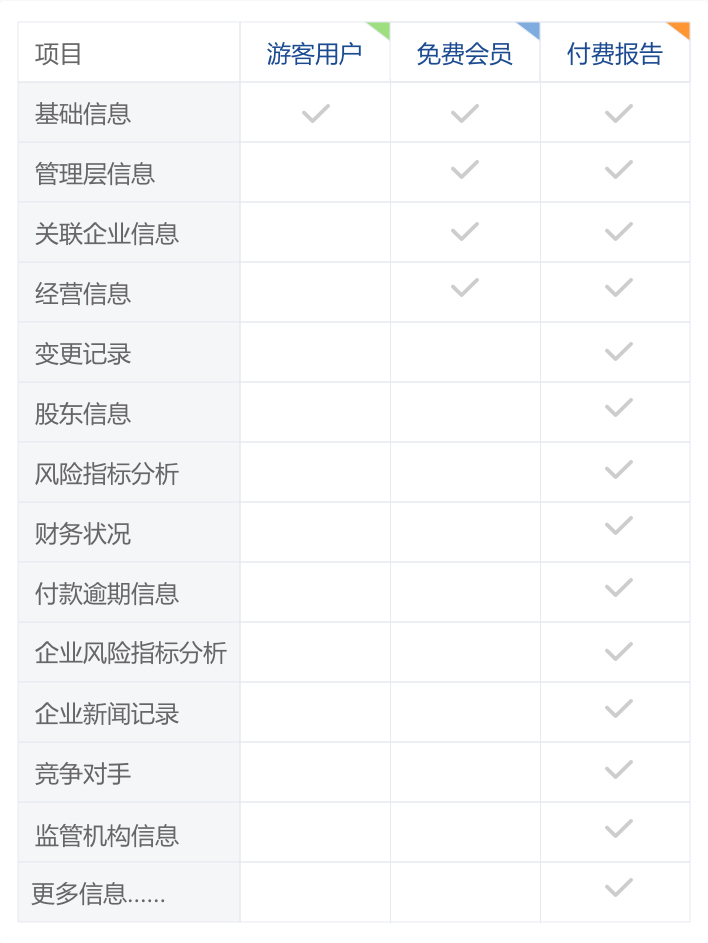 项目 游客用户 免费会员 付费报告
基础信息
管理层信息
关联企业信息
经营信息
变更记录
股东信息
风险指标分析
财务状况
付款逾期信息
企业风险指标分析
企业新闻记录
竞争对手
监管机构信息
更多信息......